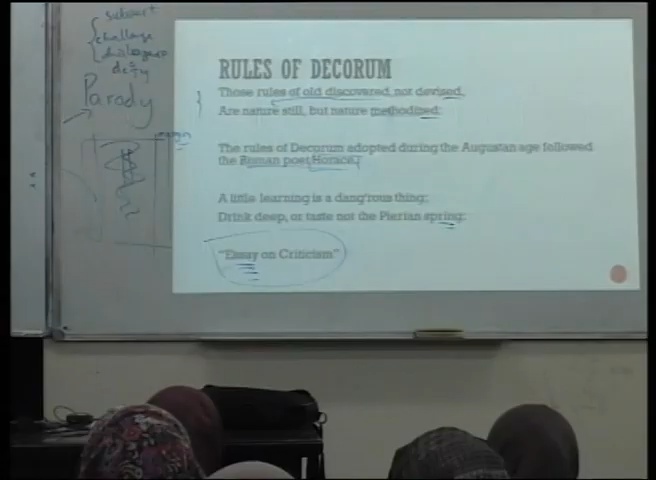 subvert
challenge
defy
Parody
margin
RULES OF DECORUM
Those rules of old discovered, not devised,
Are nature still, but nature methodized:
The rules of Decorum adopted during the Augustan age followed
the Roman poet Horace.
A little learning is a dang'rous thing;
Drink deep, or taste not the Pierian spring:
"Essay on Criticism"